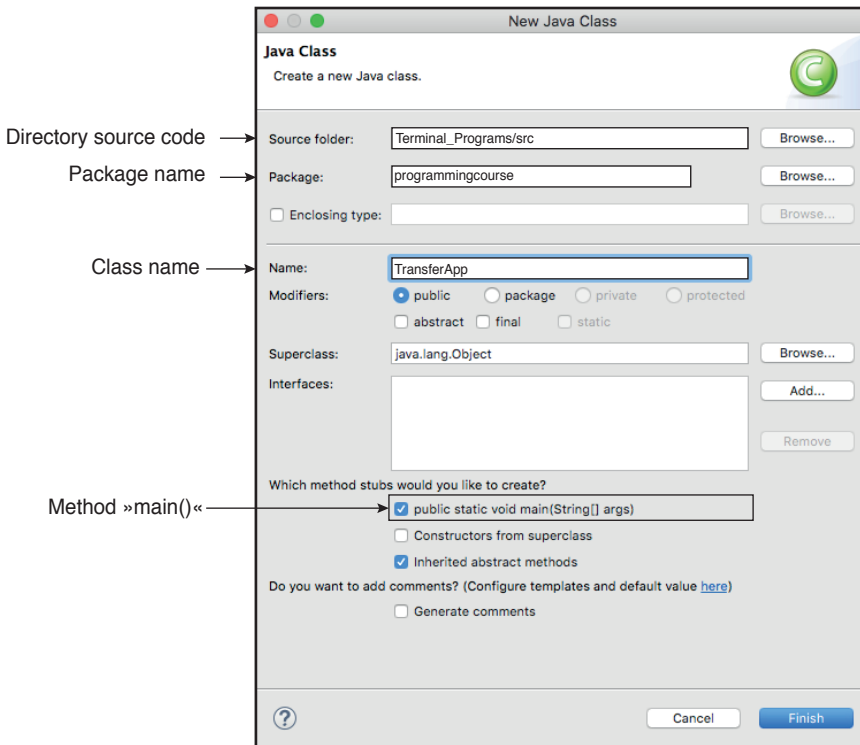 New Java Class
Java Class
Create a new Java class.
Directory source code
Source folder:
Terminal_Programs/src
Browse...
Package name
Package:
programmingcourse
Browse...
Enclosing type:
Browse...
Class name
Name:
TransferApp
Modifiers:
public
package
private
protected
abstract
final
static
Superclass:
java.lang.Object
Browse...
Interfaces:
Add...
Remove
Which method stubs would you like to create?
Method »main()«
public static void main(String[] args)
Constructors from superclass
Inherited abstract methods
Do you want to add comments? (Configure templates and default value here)
Generate comments
?
Cancel
Finish